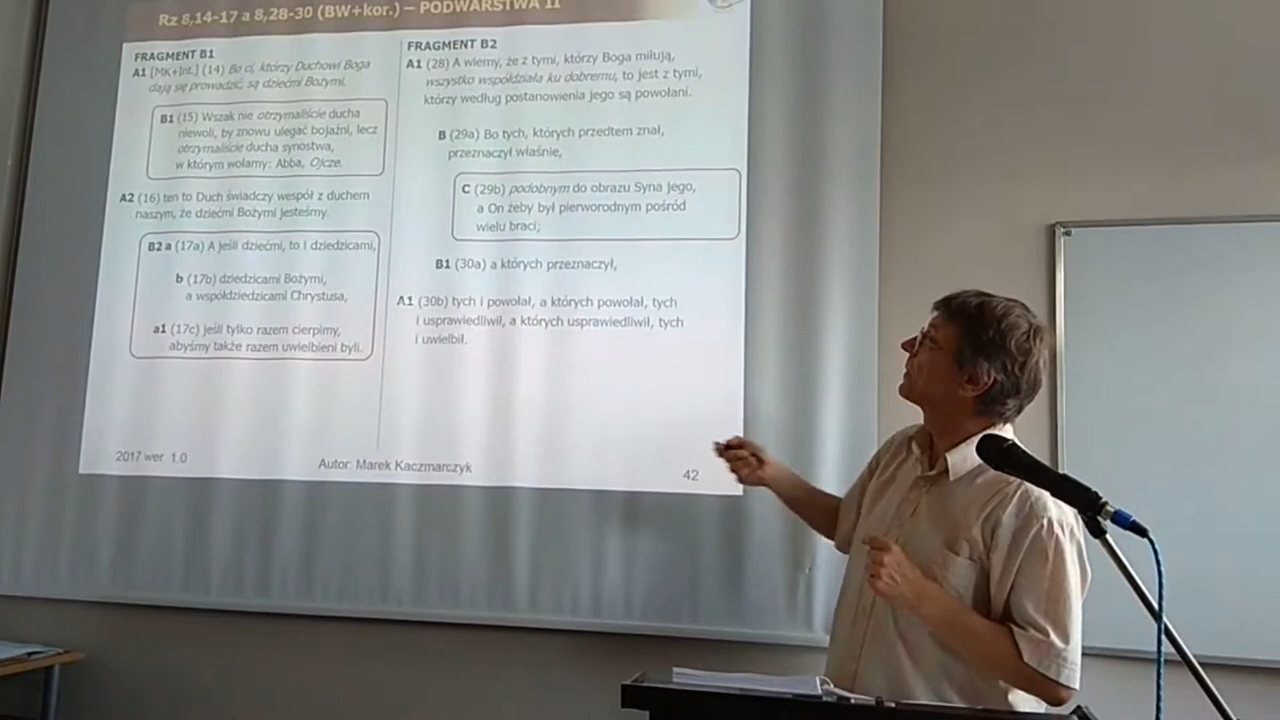 Rz 8,14-17 a 8,28-30 (BW+kor.) – PODWARSTWA II
FRAGMENT B1
A1 [MK+Int.] (14) Bo ci, którzy Duchowi Boga
dają się prowadzić, są dziećmi Bożymi.
B1 (15) Wszak nie otrzymaliście ducha
niewoli, by znowu ulegać bojaźni, lecz
otrzymaliście ducha synostwa,
w którym wołamy: Abba, Ojcze.
A2 (16) ten to Duch świadczy wespół z duchem
naszym, że dziećmi Bożymi jesteśmy.
B2 a (17a) A jeśli dziećmi, to i dziedzicami,
b (17b) dziedzicami Bożymi,
a współdziedzicami Chrystusa,
a1 (17c) jeśli tylko razem cierpimy,
abyśmy także razem uwielbieni byli.
FRAGMENT B2
A1 (28) A wiemy, że z tymi, którzy Boga miłują,
wszystko współdziała ku dobremu, to jest z tymi,
którzy według postanowienia jego są powołani.
B (29a) Bo tych, których przedtem znał,
przeznaczył właśnie,
C (29b) podobnym do obrazu Syna jego,
a On żeby był pierworodnym pośród
wielu braci;
B1 (30a) a których przeznaczył,
A1 (30b) tych i powołał, a których powołał, tych
i usprawiedliwił, a których usprawiedliwił, tych
i uwielbił.
2017 wer. 1.0
Autor: Marek Kaczmarczyk
42